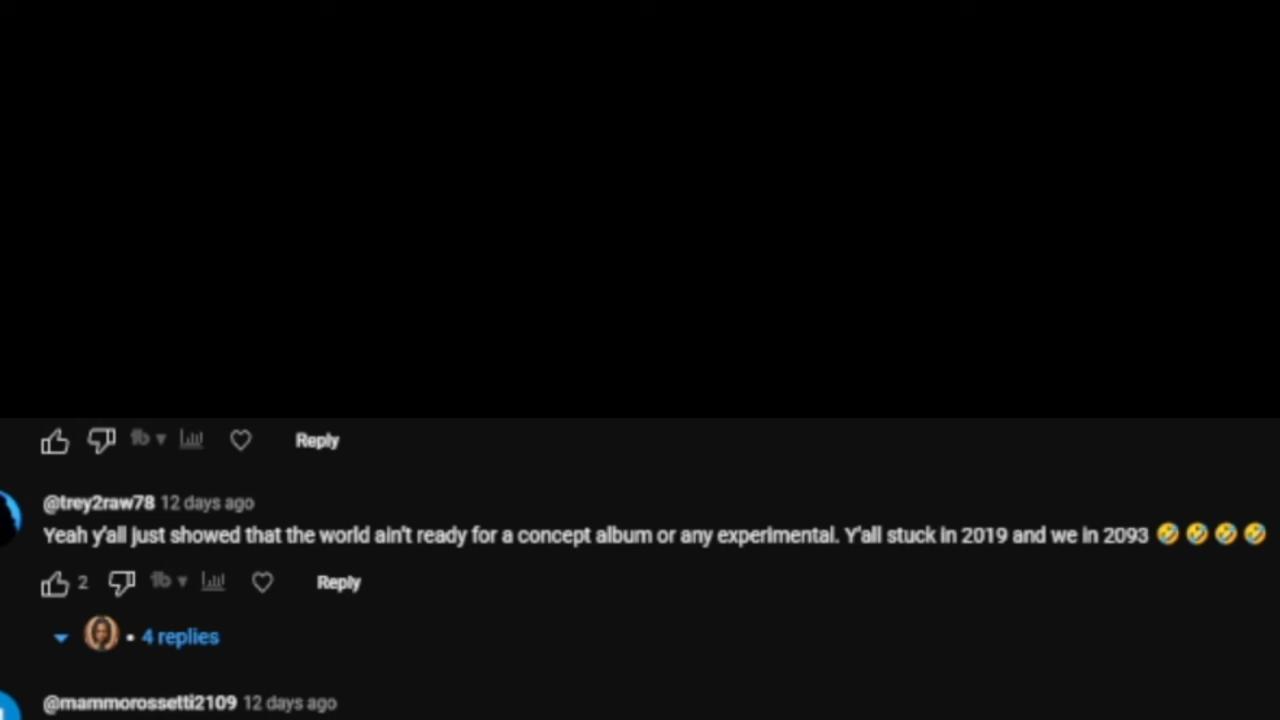 Reply
@trey2raw78 12 days ago
Yeah y'all just showed that the world ain't ready for a concept album or any experimental. Y'all stuck in 2019 and we in 2093 🤣🤣🤣🤣
2 Reply
4 replies
@mammorossetti2109 12 days ago